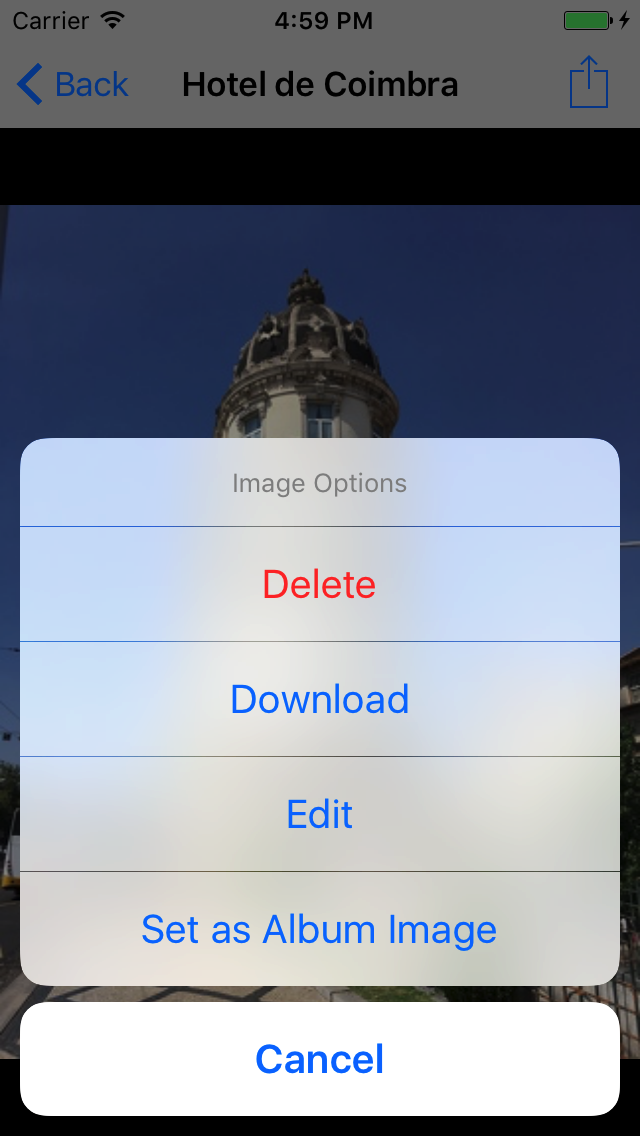 Carrier 4:59 PM
Back Hotel de Coimbra
Image Options
Delete
Download
Edit
Set as Album Image
Cancel